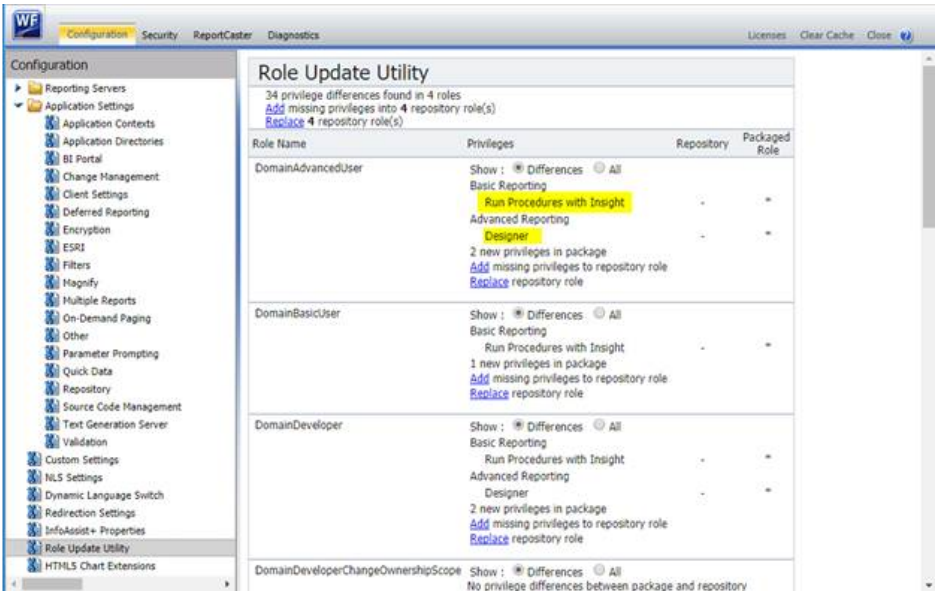 WF
Configuration Security ReportCaster Diagnostics Licenses Clear Cache Close ?
Configuration
Reporting Servers
Application Settings
Application Contexts
Application Directories
BI Portal
Change Management
Client Settings
Deferred Reporting
Encryption
ESRI
Filters
Magnify
Multiple Reports
On-Demand Paging
Other
Parameter Prompting
Quick Data
Repository
Source Code Management
Text Generation Server
Validation
Custom Settings
NLS Settings
Dynamic Language Switch
Redirection Settings
InfoAssist+ Properties
Role Update Utility
HTML5 Chart Extensions
Role Update Utility
34 privilege differences found in 4 roles
Add missing privileges into 4 repository role(s)
Replace 4 repository role(s)
Role Name Privileges Repository Packaged Role
DomainAdvancedUser Show : Differences All
Basic Reporting
Run Procedures with Insight - *
Advanced Reporting
Designer - *
2 new privileges in package
Add missing privileges to repository role
Replace repository role
DomainBasicUser Show : Differences All
Basic Reporting
Run Procedures with Insight - *
1 new privileges in package
Add missing privileges to repository role
Replace repository role
DomainDeveloper Show : Differences All
Basic Reporting
Run Procedures with Insight - *
Advanced Reporting
Designer - *
2 new privileges in package
Add missing privileges to repository role
Replace repository role
DomainDeveloperChangeOwnershipScope Show : Differences All
No privilege differences between package and repository